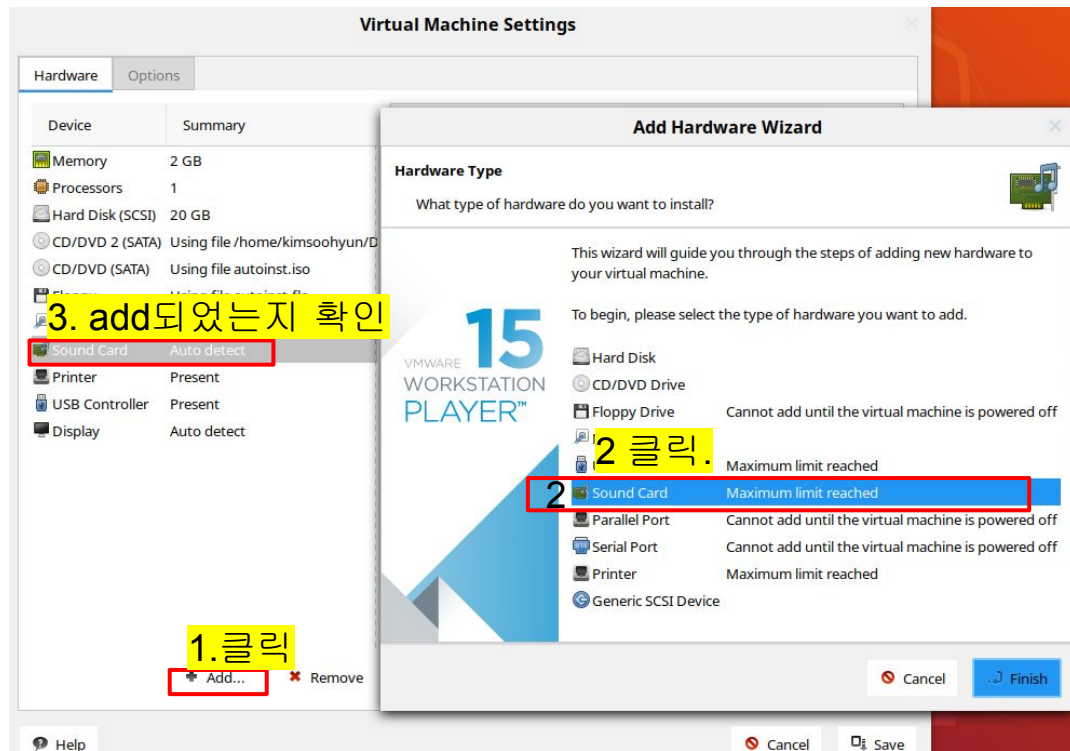 Virtual Machine Settings
Hardware
Options
Device Summary
Memory 2 GB
Processors 1
Hard Disk (SCSI) 20 GB
CD/DVD 2 (SATA) Using file /home/kimsoohyun/D
CD/DVD (SATA) Using file autoinst.iso
3. add되었는지 확인
Sound Card Auto detect
Printer Present
USB Controller Present
Display Auto detect
1.클릭
Add...
Remove
Help
Cancel
Save
Add Hardware Wizard
Hardware Type
What type of hardware do you want to install?
This wizard will guide you through the steps of adding new hardware to
your virtual machine.
To begin, please select the type of hardware you want to add.
15
VMWARE
WORKSTATION
PLAYER™
Hard Disk
CD/DVD Drive
Floppy Drive Cannot add until the virtual machine is powered off
2 클릭.
Maximum limit reached
2 Sound Card Maximum limit reached
Parallel Port Cannot add until the virtual machine is powered off
Serial Port Cannot add until the virtual machine is powered off
Printer Maximum limit reached
Generic SCSI Device
Cancel
Finish